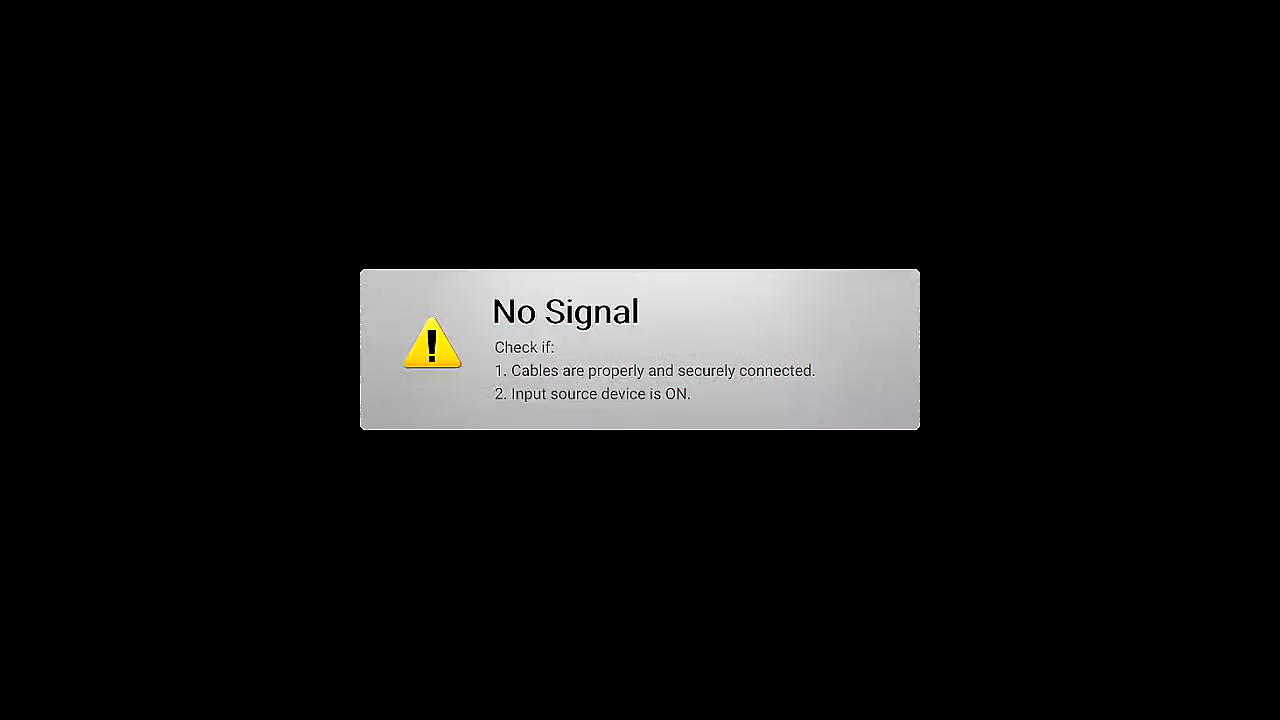 No Signal
Check if:
1. Cables are properly and securely connected.
2. Input source device is ON.